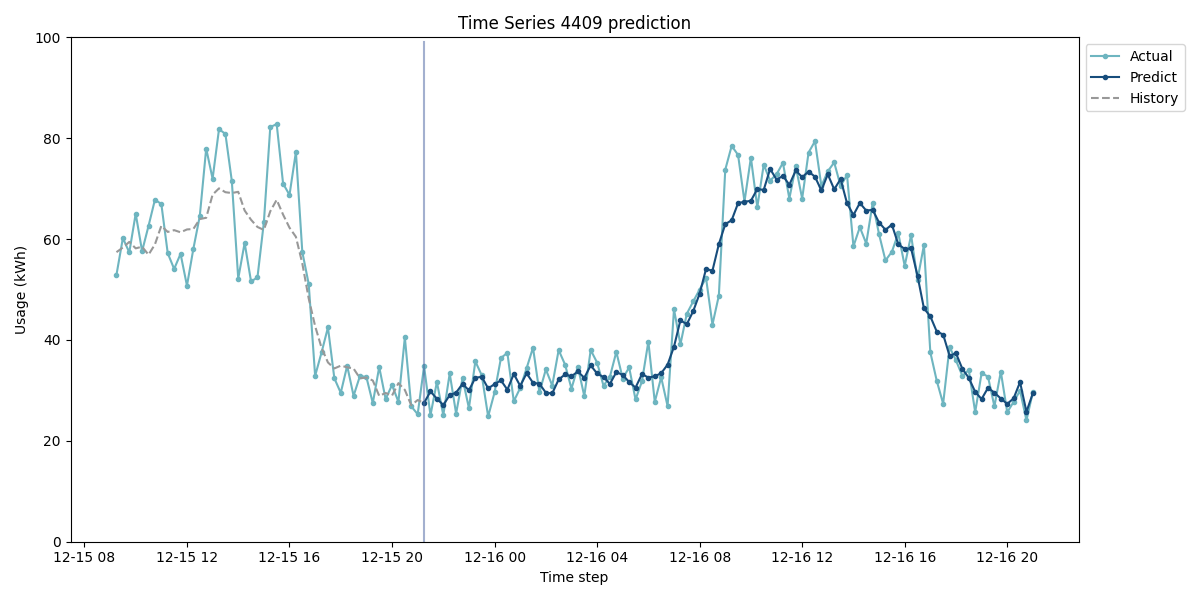 Time Series 4409 prediction
100
80
60
40
20
0
Usage (kWh)
12-15 08
12-15 12
12-15 16
12-15 20
12-16 00
12-16 04
12-16 08
12-16 12
12-16 16
12-16 20
Time step
Actual
Predict
History